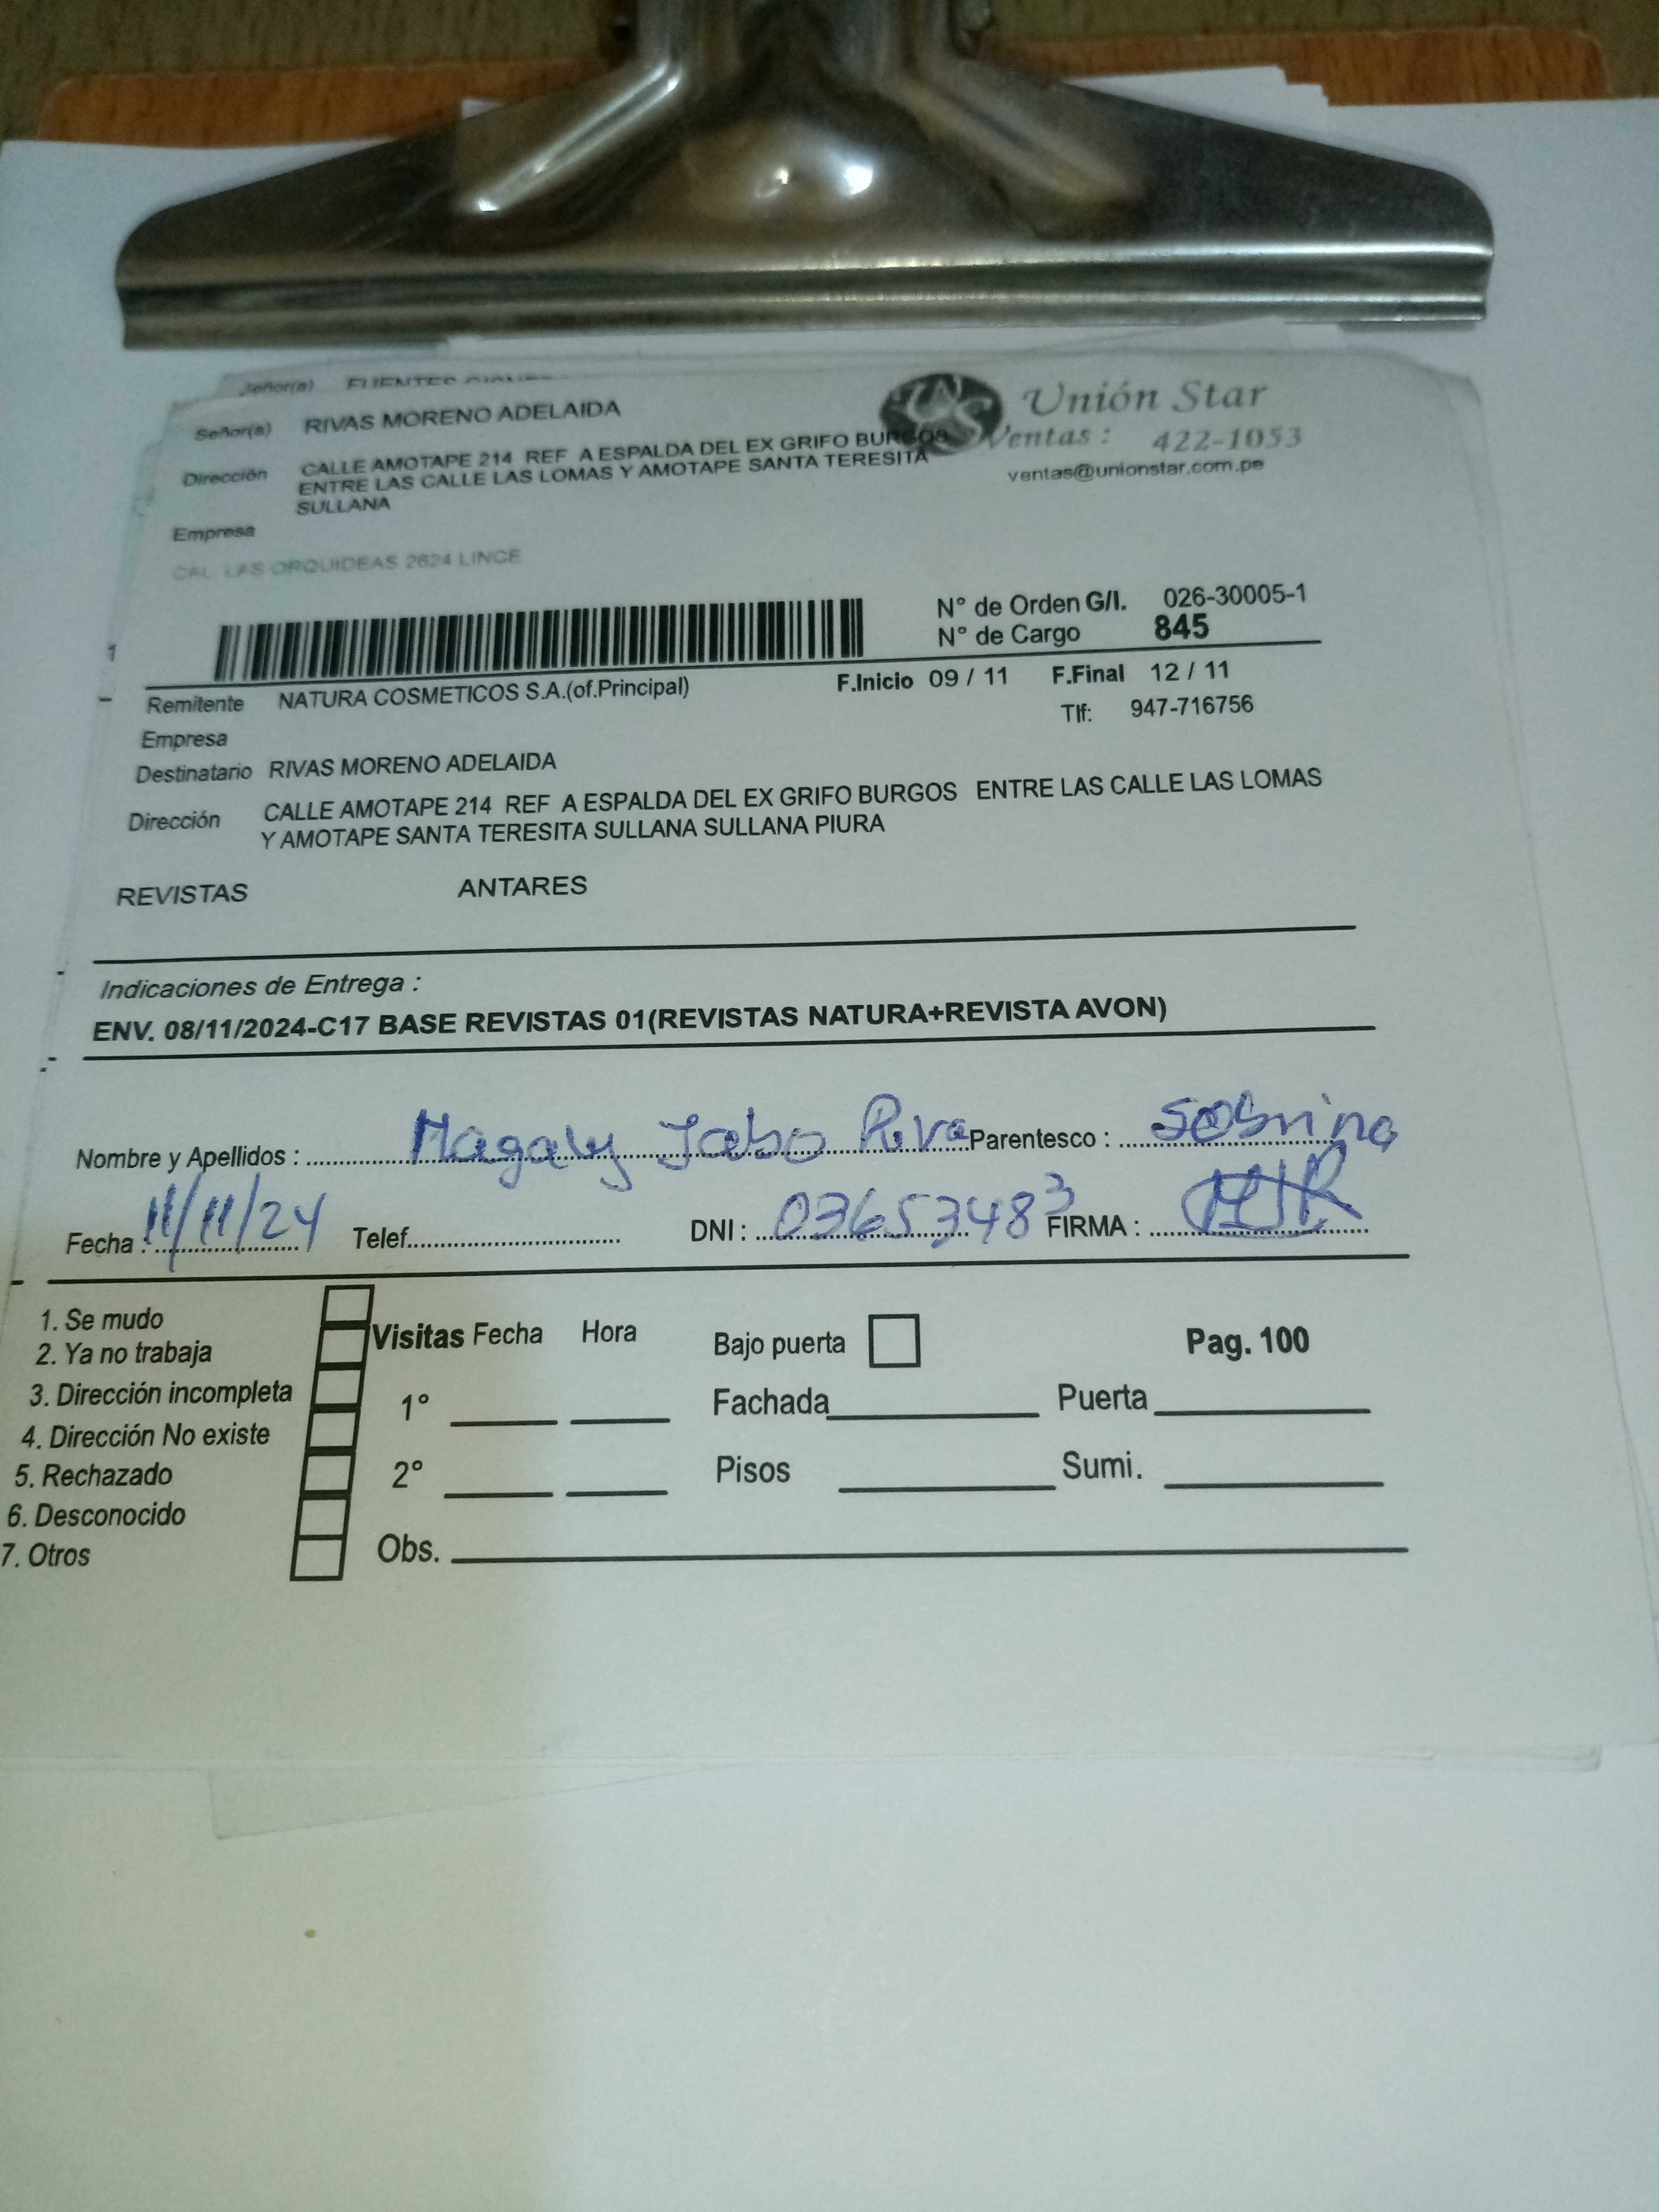 Señor(a)
Señor(a) RIVAS MORENO ADELAIDA
Unión Star
Ventas : 422-1053
ventas@unionstar.com.pe
Dirección CALLE AMOTAPE 214 REF A ESPALDA DEL EX GRIFO BURGOS
ENTRE LAS CALLE LAS LOMAS Y AMOTAPE SANTA TERESITA
SULLANA
Empresa
CAL. LAS ORQUIDEAS 2624 LINCE
N° de Orden G/I. 026-30005-1
N° de Cargo 845
1
F.Inicio 09 / 11 F.Final 12 / 11
Remitente NATURA COSMETICOS S.A.(of.Principal)
Tlf: 947-716756
Empresa
Destinatario RIVAS MORENO ADELAIDA
Dirección CALLE AMOTAPE 214 REF A ESPALDA DEL EX GRIFO BURGOS ENTRE LAS CALLE LAS LOMAS
Y AMOTAPE SANTA TERESITA SULLANA SULLANA PIURA
REVISTAS ANTARES
Indicaciones de Entrega :
ENV. 08/11/2024-C17 BASE REVISTAS 01(REVISTAS NATURA+REVISTA AVON)
Nombre y Apellidos : Magaly Parentesco : Sobrina
Fecha : 11/11/24 Telef. DNI : 03653483 FIRMA :
1. Se mudo
2. Ya no trabaja
3. Dirección incompleta
4. Dirección No existe
5. Rechazado
6. Desconocido
7. Otros
Visitas Fecha Hora Bajo puerta Pag. 100
1° Fachada Puerta
2° Pisos Sumi.
Obs.